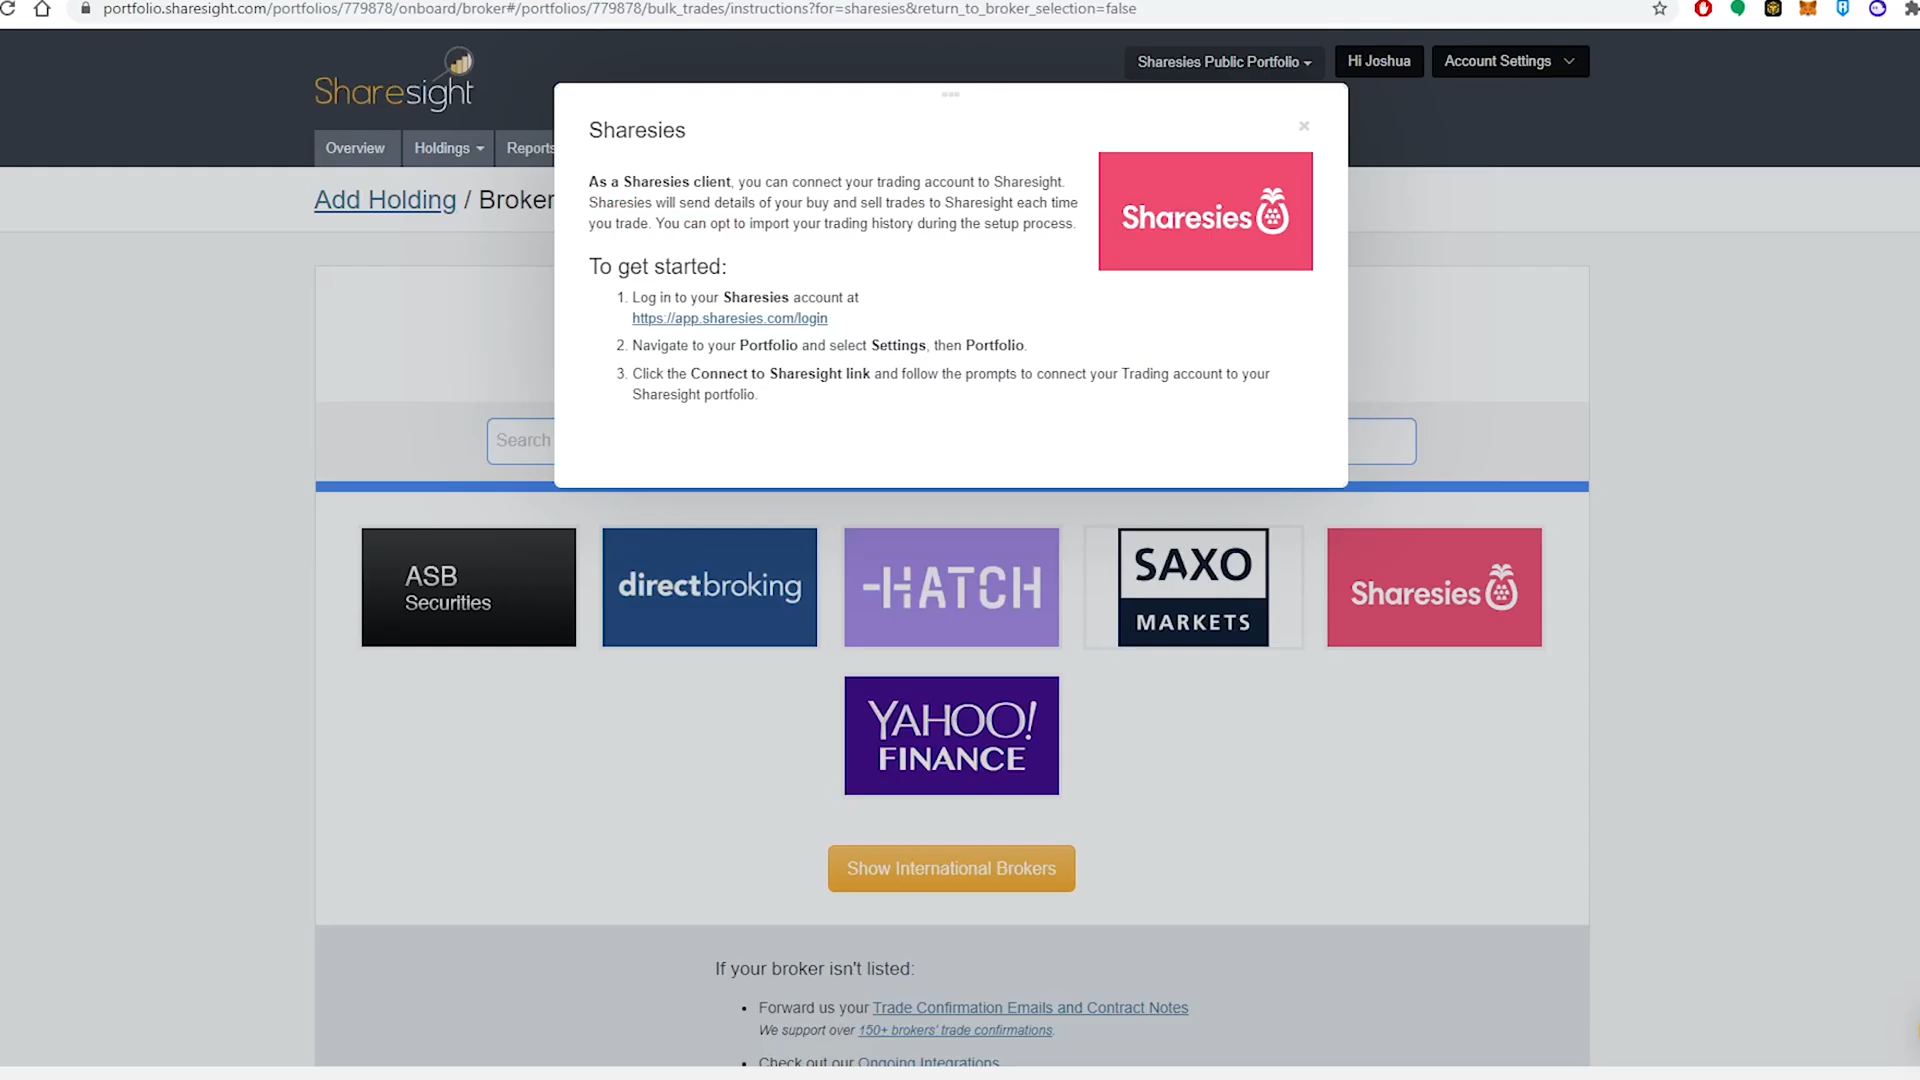 portfolio.sharesight.com/portfolios/779878/onboard/broker#/portfolios/779878/bulk_trades/instructions?for=sharesies&return_to_broker_selection=false
Sharesight
Sharesies Public Portfolio
Hi Joshua
Account Settings
Overview
Holdings
Reports
Add Holding / Broker
Sharesies
As a Sharesies client, you can connect your trading account to Sharesight.
Sharesies will send details of your buy and sell trades to Sharesight each time
you trade. You can opt to import your trading history during the setup process.
Sharesies
To get started:
1. Log in to your Sharesies account at
https://app.sharesies.com/login
2. Navigate to your Portfolio and select Settings, then Portfolio.
3. Click the Connect to Sharesight link and follow the prompts to connect your Trading account to your
Sharesight portfolio.
Search
ASB
Securities
directbroking
HATCH
SAXO
MARKETS
Sharesies
YAHOO!
FINANCE
Show International Brokers
If your broker isn't listed:
• Forward us your Trade Confirmation Emails and Contract Notes
We support over 150+ brokers' trade confirmations.
• Check out our Ongoing Integrations